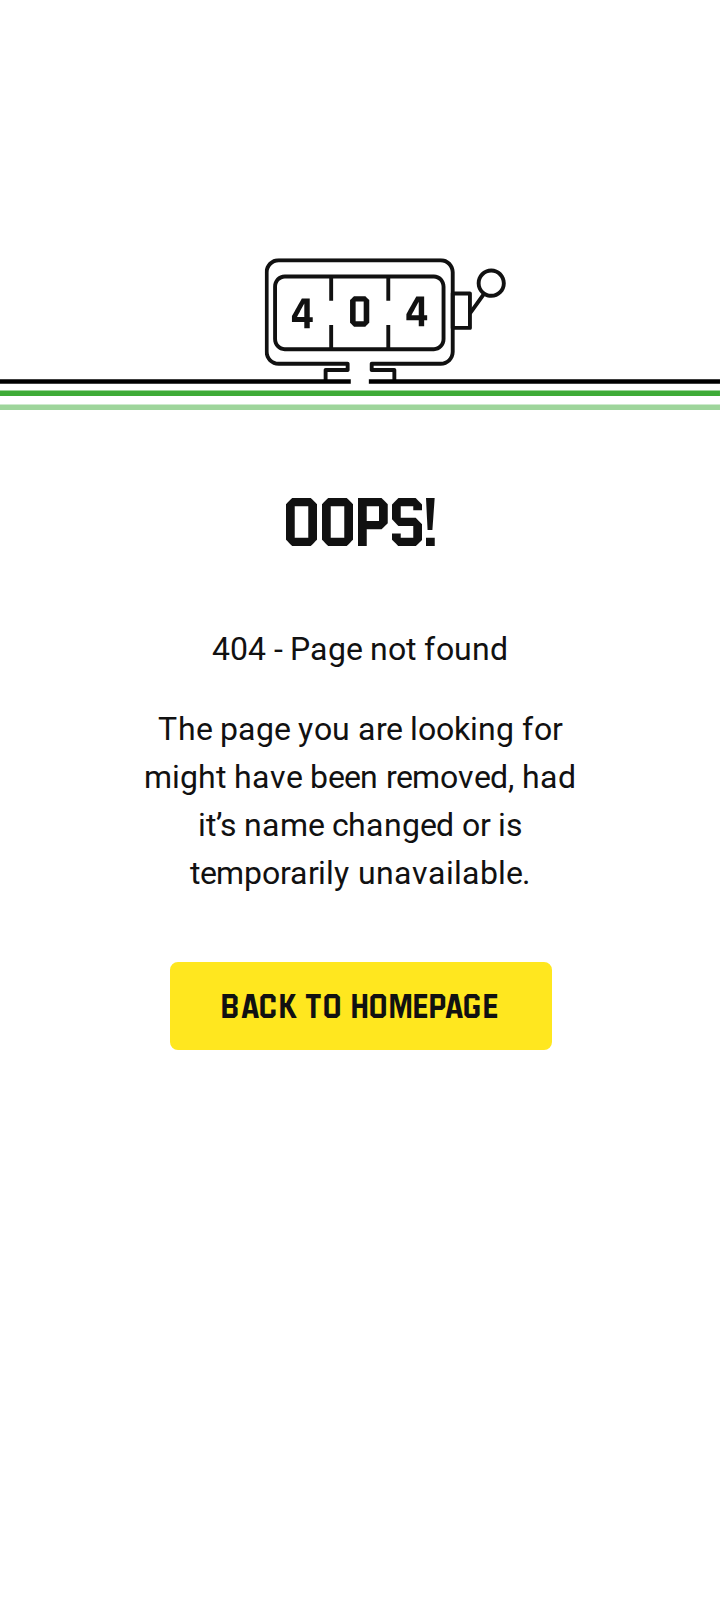 4 0 4
OOPS!
404 - Page not found
The page you are looking for
might have been removed, had
it’s name changed or is
temporarily unavailable.
BACK TO HOMEPAGE